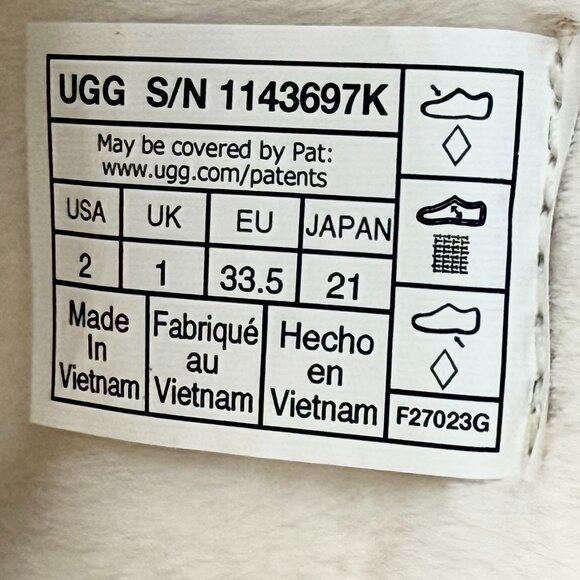 UGG S/N 1143697K
May be covered by Pat:
www.ugg.com/patents
USA UK EU JAPAN
2 1 33.5 21
Made
In
Vietnam
Fabriqué
au
Vietnam
Hecho
en
Vietnam
F27023G